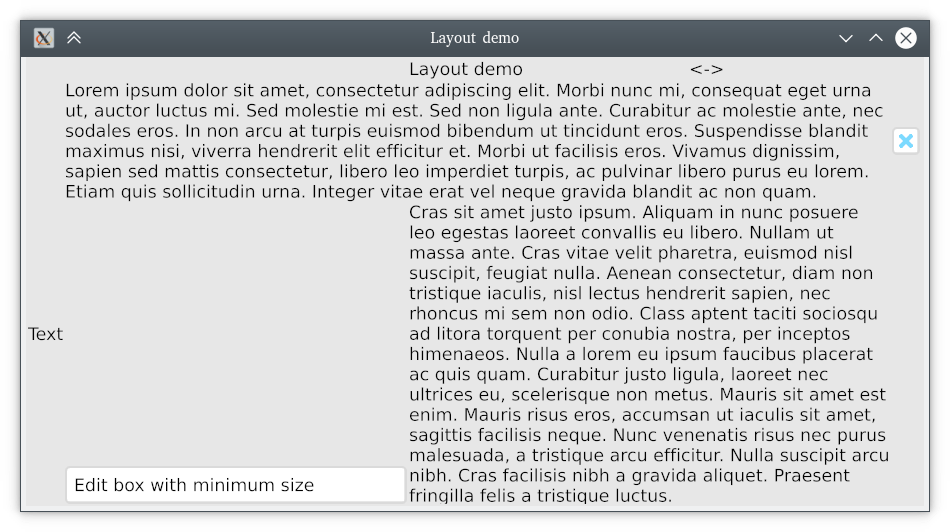 Layout demo
Layout demo <->
Lorem ipsum dolor sit amet, consectetur adipiscing elit. Morbi nunc mi, consequat eget urna
ut, auctor luctus mi. Sed molestie mi est. Sed non ligula ante. Curabitur ac molestie ante, nec
sodales eros. In non arcu at turpis euismod bibendum ut tincidunt eros. Suspendisse blandit
maximus nisi, viverra hendrerit elit efficitur et. Morbi ut facilisis eros. Vivamus dignissim,
sapien sed mattis consectetur, libero leo imperdiet turpis, ac pulvinar libero purus eu lorem.
Etiam quis sollicitudin urna. Integer vitae erat vel neque gravida blandit ac non quam.
Cras sit amet justo ipsum. Aliquam in nunc posuere
leo egestas laoreet convallis eu libero. Nullam ut
massa ante. Cras vitae velit pharetra, euismod nisl
suscipit, feugiat nulla. Aenean consectetur, diam non
tristique iaculis, nisl lectus hendrerit sapien, nec
rhoncus mi sem non odio. Class aptent taciti sociosqu
ad litora torquent per conubia nostra, per inceptos
himenaeos. Nulla a lorem eu ipsum faucibus placerat
ac quis quam. Curabitur justo ligula, laoreet nec
ultrices eu, scelerisque non metus. Mauris sit amet est
enim. Mauris risus eros, accumsan ut iaculis sit amet,
sagittis facilisis neque. Nunc venenatis risus nec purus
malesuada, a tristique arcu efficitur. Nulla suscipit arcu
nibh. Cras facilisis nibh a gravida aliquet. Praesent
fringilla felis a tristique luctus.
Text
Edit box with minimum size